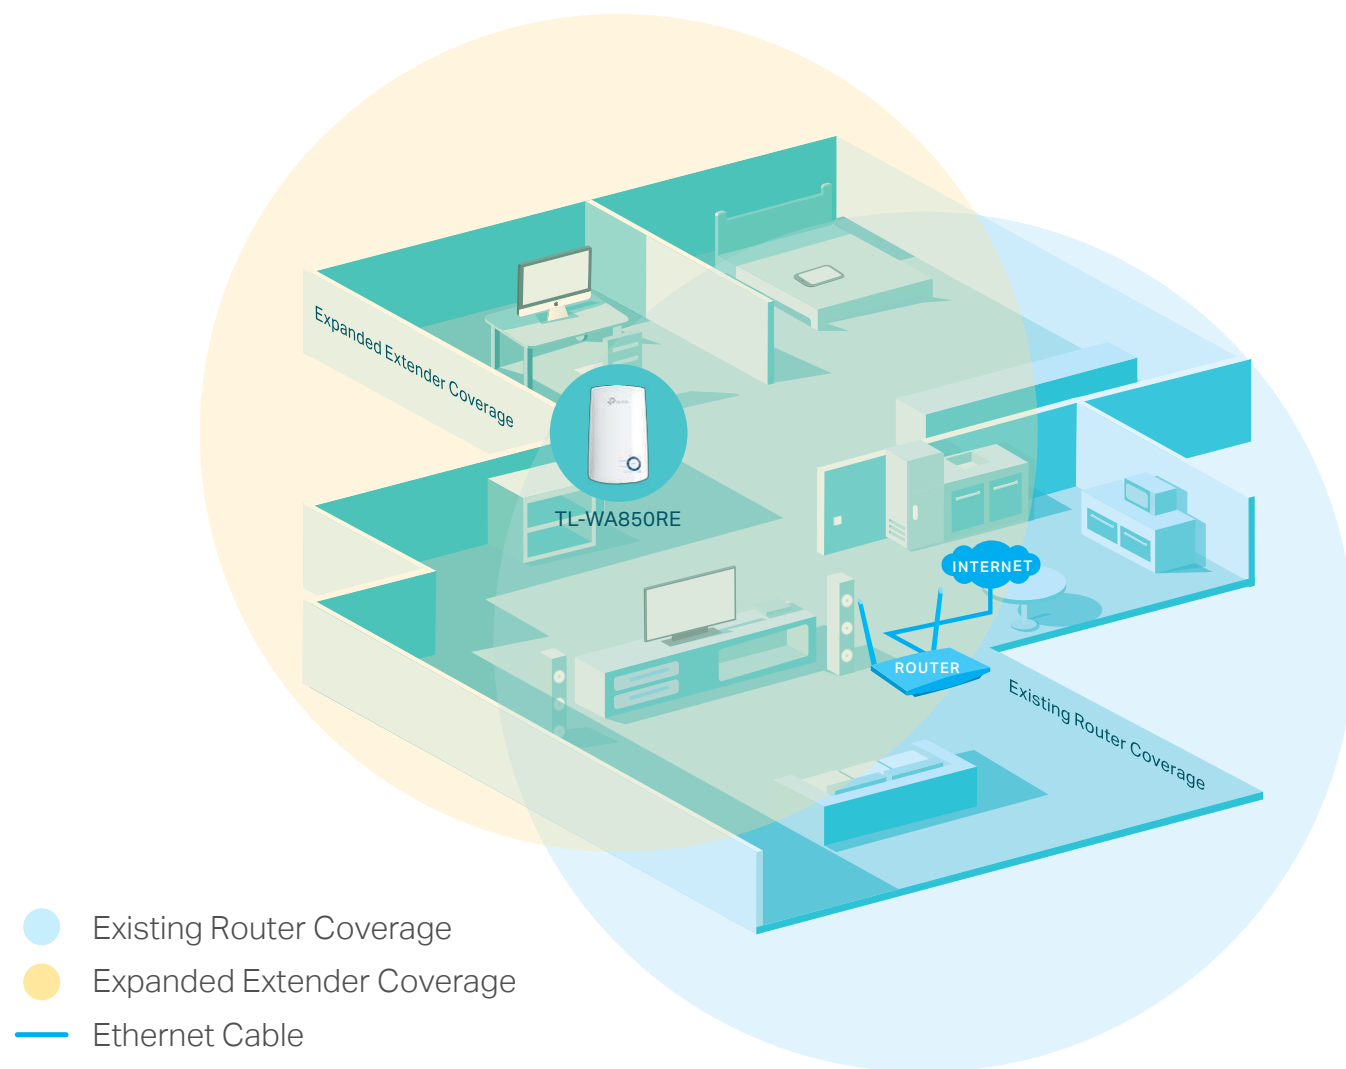 Expanded Extender Coverage
TL-WA850RE
INTERNET
ROUTER
Existing Router Coverage
Existing Router Coverage
Expanded Extender Coverage
Ethernet Cable